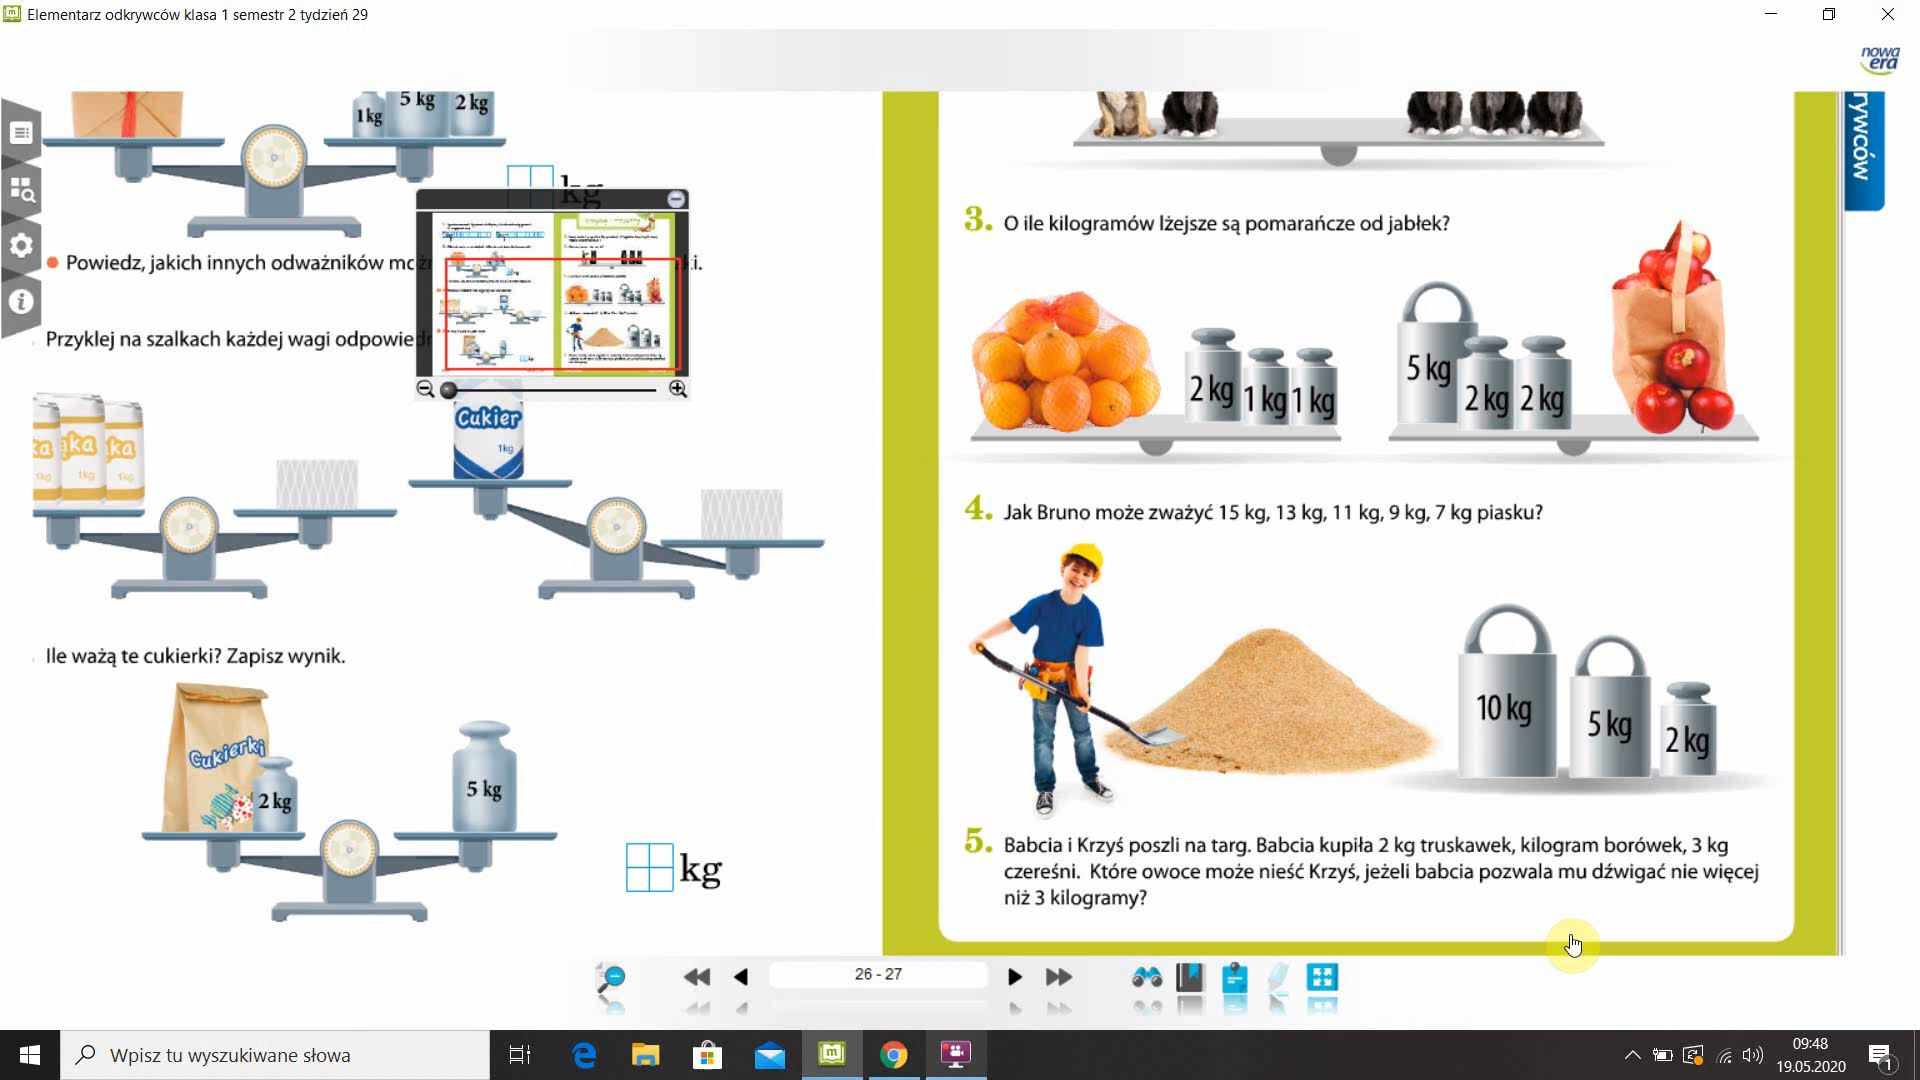 Elementarz odkrywców klasa 1 semestr 2 tydzień 29
nowa
era
1 kg
5 kg
2 kg
kg
Powiedz, jakich innych odważników
Przyklej na szalkach każdej wagi
1kg
1kg
1kg
Cukier
1kg
Ile ważą te cukierki? Zapisz wynik.
Cukierki
2 kg
5 kg
kg
rywców
3. O ile kilogramów lżejsze są pomarańcze od jabłek?
2 kg
1 kg
1 kg
5 kg
2 kg
2 kg
4. Jak Bruno może zważyć 15 kg, 13 kg, 11 kg, 9 kg, 7 kg piasku?
10 kg
5 kg
2 kg
5. Babcia i Krzyś poszli na targ. Babcia kupiła 2 kg truskawek, kilogram borówek, 3 kg
czereśni. Które owoce może nieść Krzyś, jeżeli babcia pozwala mu dźwigać nie więcej
niż 3 kilogramy?
26 - 27
Wpisz tu wyszukiwane słowa
09:48
19.05.2020
1